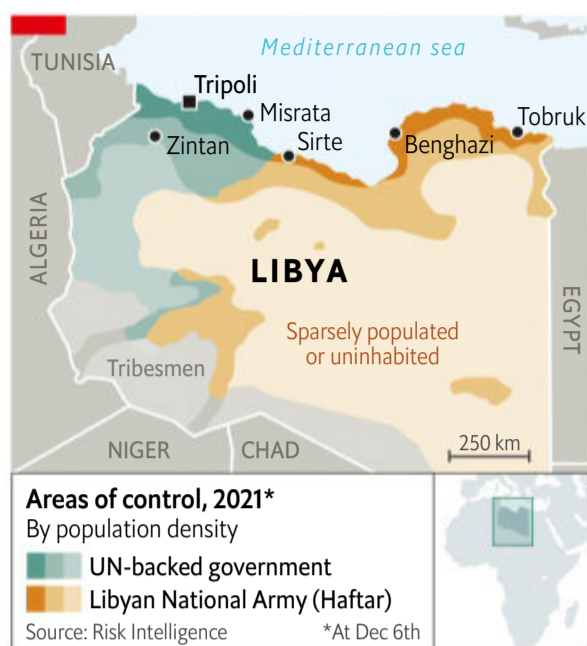 Mediterranean sea
TUNISIA
Tripoli
Misrata
Tobruk
Zintan
Sirte
Benghazi
ALGERIA
LIBYA
EGYPT
Sparsely populated
or uninhabited
Tribesmen
NIGER
CHAD
250 km
Areas of control, 2021*
By population density
UN-backed government
Libyan National Army (Haftar)
Source: Risk Intelligence
*At Dec 6th